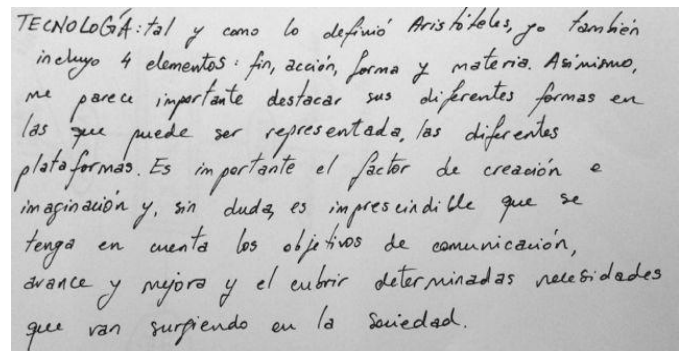 TECNOLOGÍA: tal y como lo definió Aristóteles, yo también
incluyo 4 elementos: fin, acción, forma y materia. Asimismo,
me parece importante destacar sus diferentes formas en
las que puede ser representada, las diferentes
plataformas. Es importante el factor de creación e
imaginación y, sin duda, es imprescindible que se
tenga en cuenta los objetivos de comunicación,
avance y mejora y el cubrir determinadas necesidades
que van surgiendo en la sociedad.